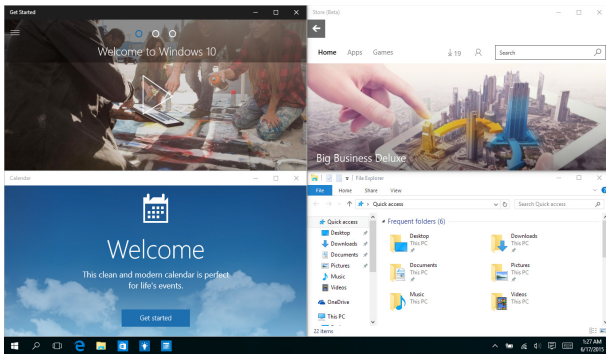 Get Started
Welcome to Windows 10
Store (Beta)
Home Apps Games
19
Search
Big Business Deluxe
Calendar
Welcome
This clean and modern calendar is perfect
for life's events.
Get started
File Explorer
File Home Share View
Quick access
Search Quick access
Quick access
Desktop
Downloads
Documents
Pictures
Music
Videos
OneDrive
This PC
Frequent folders (6)
Desktop
This PC
Downloads
This PC
Documents
This PC
Pictures
This PC
Music
This PC
Videos
This PC
22 items
5:27 AM
6/17/2015